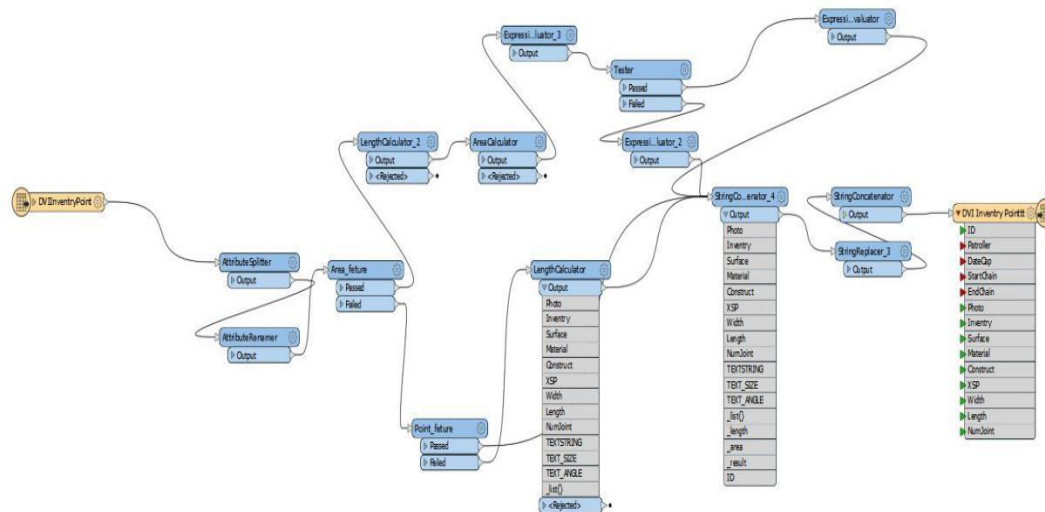 DVIInventryPoint
AttributeSplitter
Output
AttributeRenamer
Output
Area_feture
Passed
Failed
LengthCalculator_2
Output
<Rejected>
AreaCalculator
Output
<Rejected>
Expressi...luator_3
Output
Tester
Passed
Failed
Expressi...luator_2
Output
Expressi...valuator
Output
Point_feture
Passed
Failed
LengthCalculator
Output
Photo
Inventry
Surface
Material
Construct
XSP
Width
Length
NumJoint
TEXTSTRING
TEXT_SIZE
TEXT_ANGLE
_list{}
<Rejected>
StringCo...enator_4
Output
Photo
Inventry
Surface
Material
Construct
XSP
Width
Length
NumJoint
TEXTSTRING
TEXT_SIZE
TEXT_ANGLE
_list{}
_length
_area
_result
ID
StringConcatenator
Output
StringReplacer_3
Output
DVI Inventry Point
ID
Patroller
DateCap
StartChain
EndChain
Photo
Inventry
Surface
Material
Construct
XSP
Width
Length
NumJoint